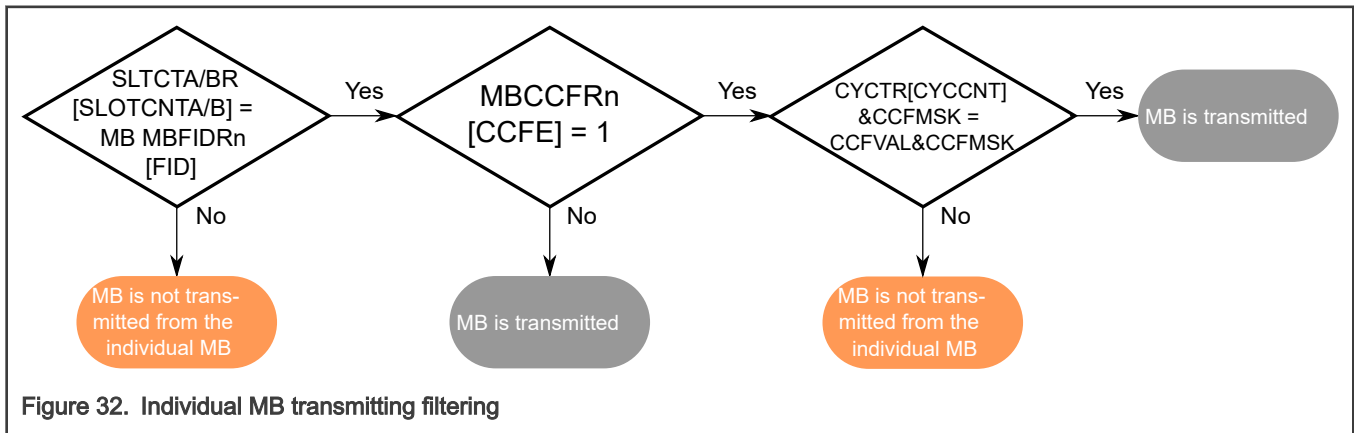 SLTCTA/BR
[SLOTCNTA/B] =
MB MBFIDRn
[FID]
Yes
MBCCFRn
[CCFE] = 1
Yes
CYCTR[CYCCNT]
&CCFMSK =
CCFVAL&CCFMSK
Yes
MB is transmitted
No
No
No
MB is not trans-
mitted from the
individual MB
MB is transmitted
MB is not trans-
mitted from the
individual MB
Figure 32. Individual MB transmitting filtering